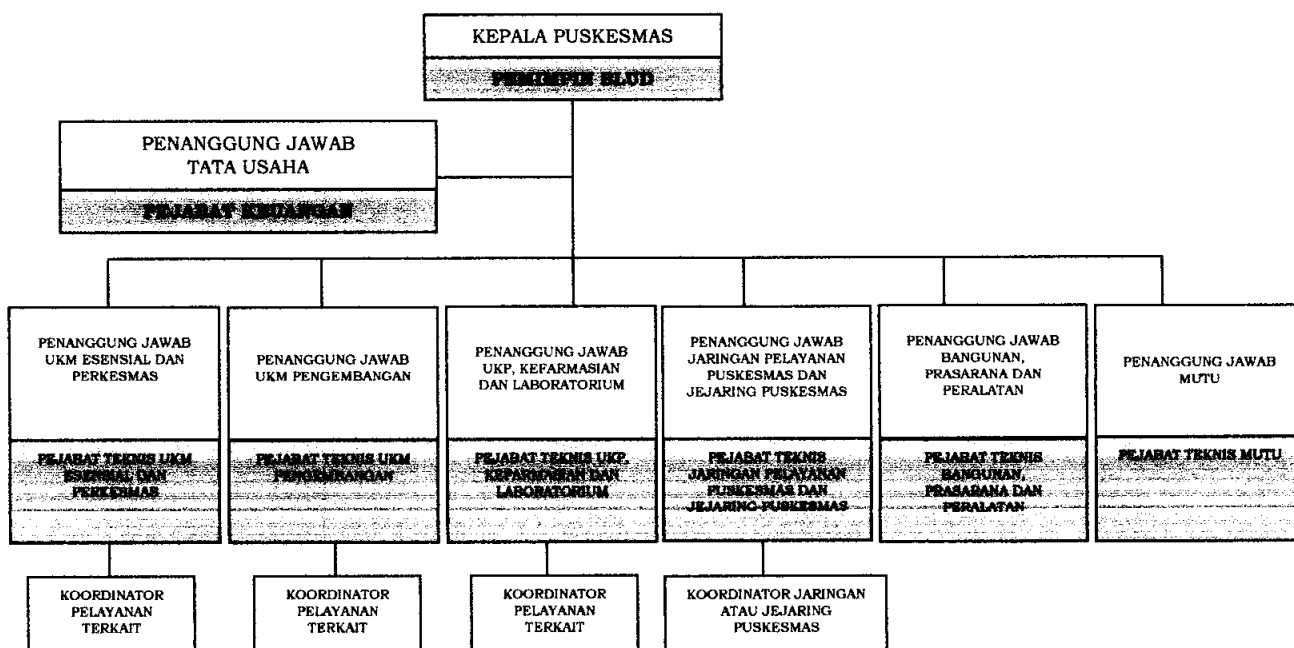 KEPALA PUSKESMAS
PEMIMPIN BLUD
PENANGGUNG JAWAB
TATA USAHA
PEJABAT KEUANGAN
PENANGGUNG JAWAB
UKM ESENSIAL DAN
PERKESMAS
PEJABAT TEKNIS UKM
ESENSIAL DAN
PERKESMAS
PENANGGUNG JAWAB
UKM PENGEMBANGAN
PEJABAT TEKNIS UKM
PENGEMBANGAN
PENANGGUNG JAWAB
UKP, KEFARMASIAN
DAN LABORATORIUM
PEJABAT TEKNIS UKP,
KEFARMASIAN DAN
LABORATORIUM
PENANGGUNG JAWAB
JARINGAN PELAYANAN
PUSKESMAS DAN
JEJARING PUSKESMAS
PEJABAT TEKNIS
JARINGAN PELAYANAN
PUSKESMAS DAN
JEJARING PUSKESMAS
PENANGGUNG JAWAB
BANGUNAN,
PRASARANA DAN
PERALATAN
PEJABAT TEKNIS
BANGUNAN,
PRASARANA DAN
PERALATAN
PENANGGUNG JAWAB
MUTU
PEJABAT TEKNIS MUTU
KOORDINATOR
PELAYANAN
TERKAIT
KOORDINATOR
PELAYANAN
TERKAIT
KOORDINATOR
PELAYANAN
TERKAIT
KOORDINATOR JARINGAN
ATAU JEJARING
PUSKESMAS